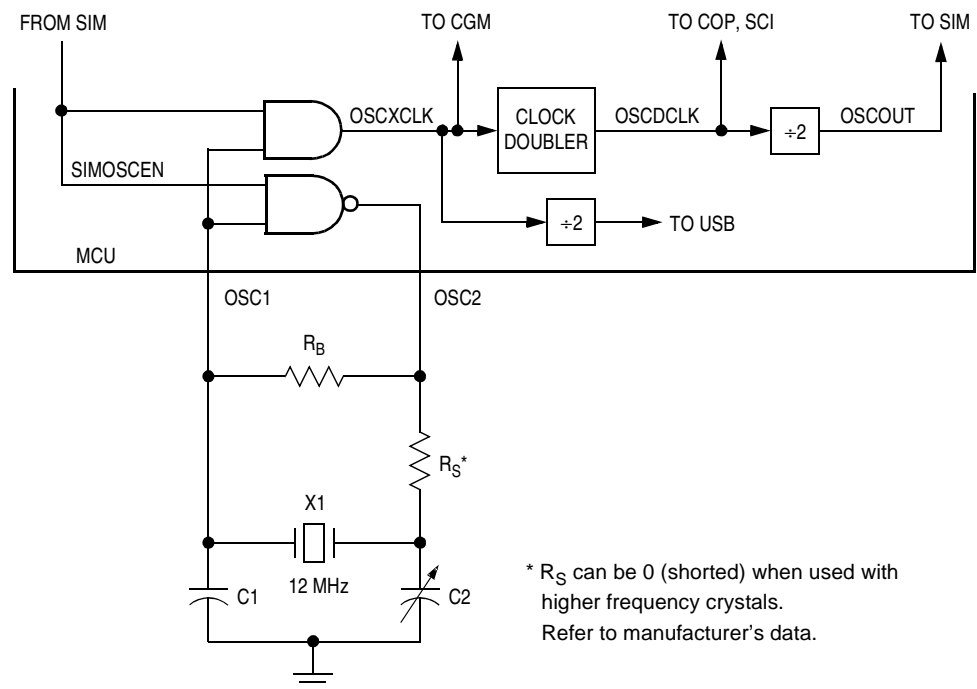 FROM SIM
TO CGM
TO COP, SCI
TO SIM
OSCXCLK
CLOCK
DOUBLER
OSCDCLK
÷2
OSCOUT
SIMOSCEN
÷2
TO USB
MCU
OSC1
OSC2
RB
RS*
X1
12 MHz
C1
C2
* RS can be 0 (shorted) when used with
higher frequency crystals.
Refer to manufacturer's data.